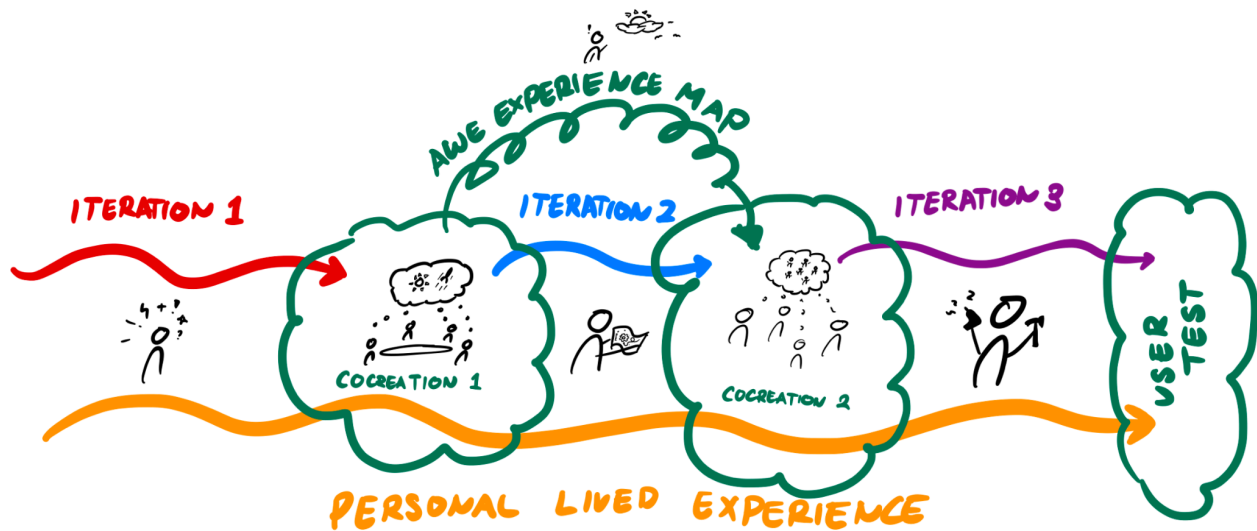 AWE EXPERIENCE MAP
ITERATION 1
ITERATION 2
ITERATION 3
COCREATION 1
COCREATION 2
USER TEST
PERSONAL LIVED EXPERIENCE